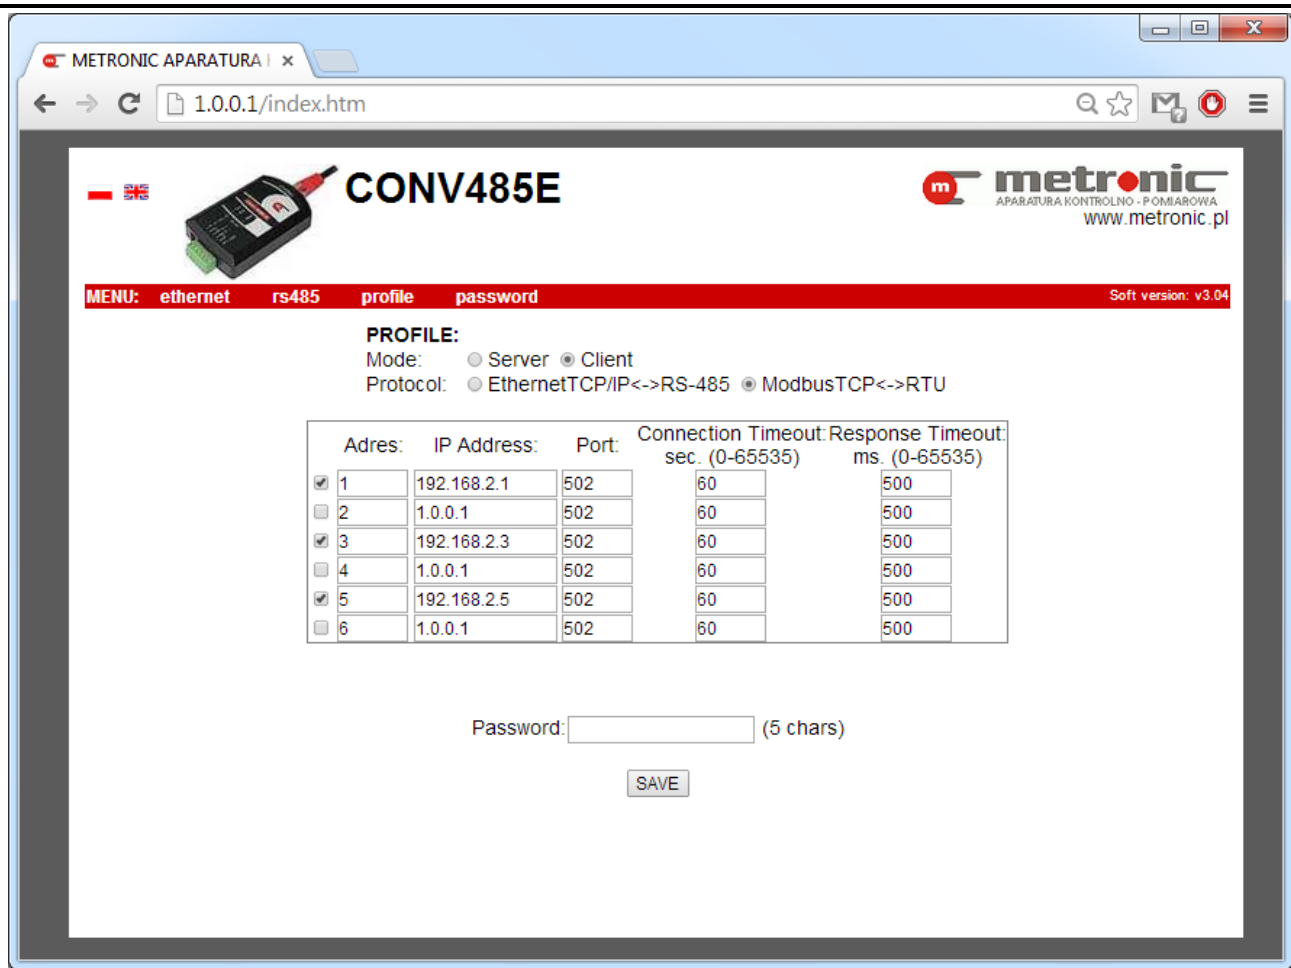 METRONIC APARATURA
1.0.0.1/index.htm
CONV485E
m metronic
APARATURA KONTROLNO - POMIAROWA
www.metronic.pl
MENU: ethernet rs485 profile password Soft version: v3.04
PROFILE:
Mode: Server Client
Protocol: EthernetTCP/IP<->RS-485 ModbusTCP<->RTU
Adres: IP Address: Port: Connection Timeout: sec. (0-65535) Response Timeout: ms. (0-65535)
1 192.168.2.1 502 60 500
2 1.0.0.1 502 60 500
3 192.168.2.3 502 60 500
4 1.0.0.1 502 60 500
5 192.168.2.5 502 60 500
6 1.0.0.1 502 60 500
Password: (5 chars)
SAVE